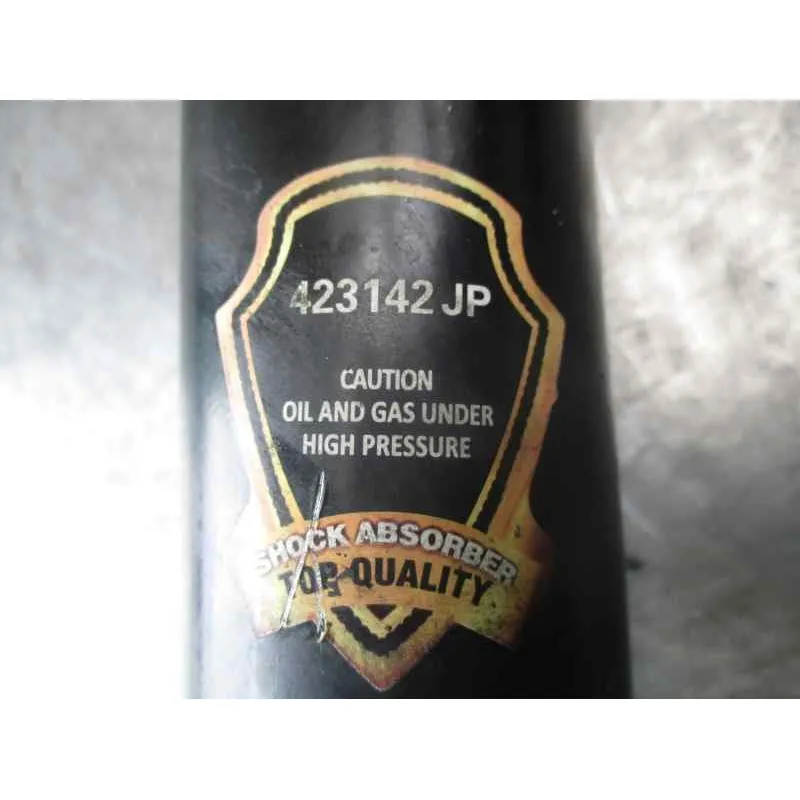 423142 JP
CAUTION
OIL AND GAS UNDER
HIGH PRESSURE
SHOCK ABSORBER
TOP QUALITY